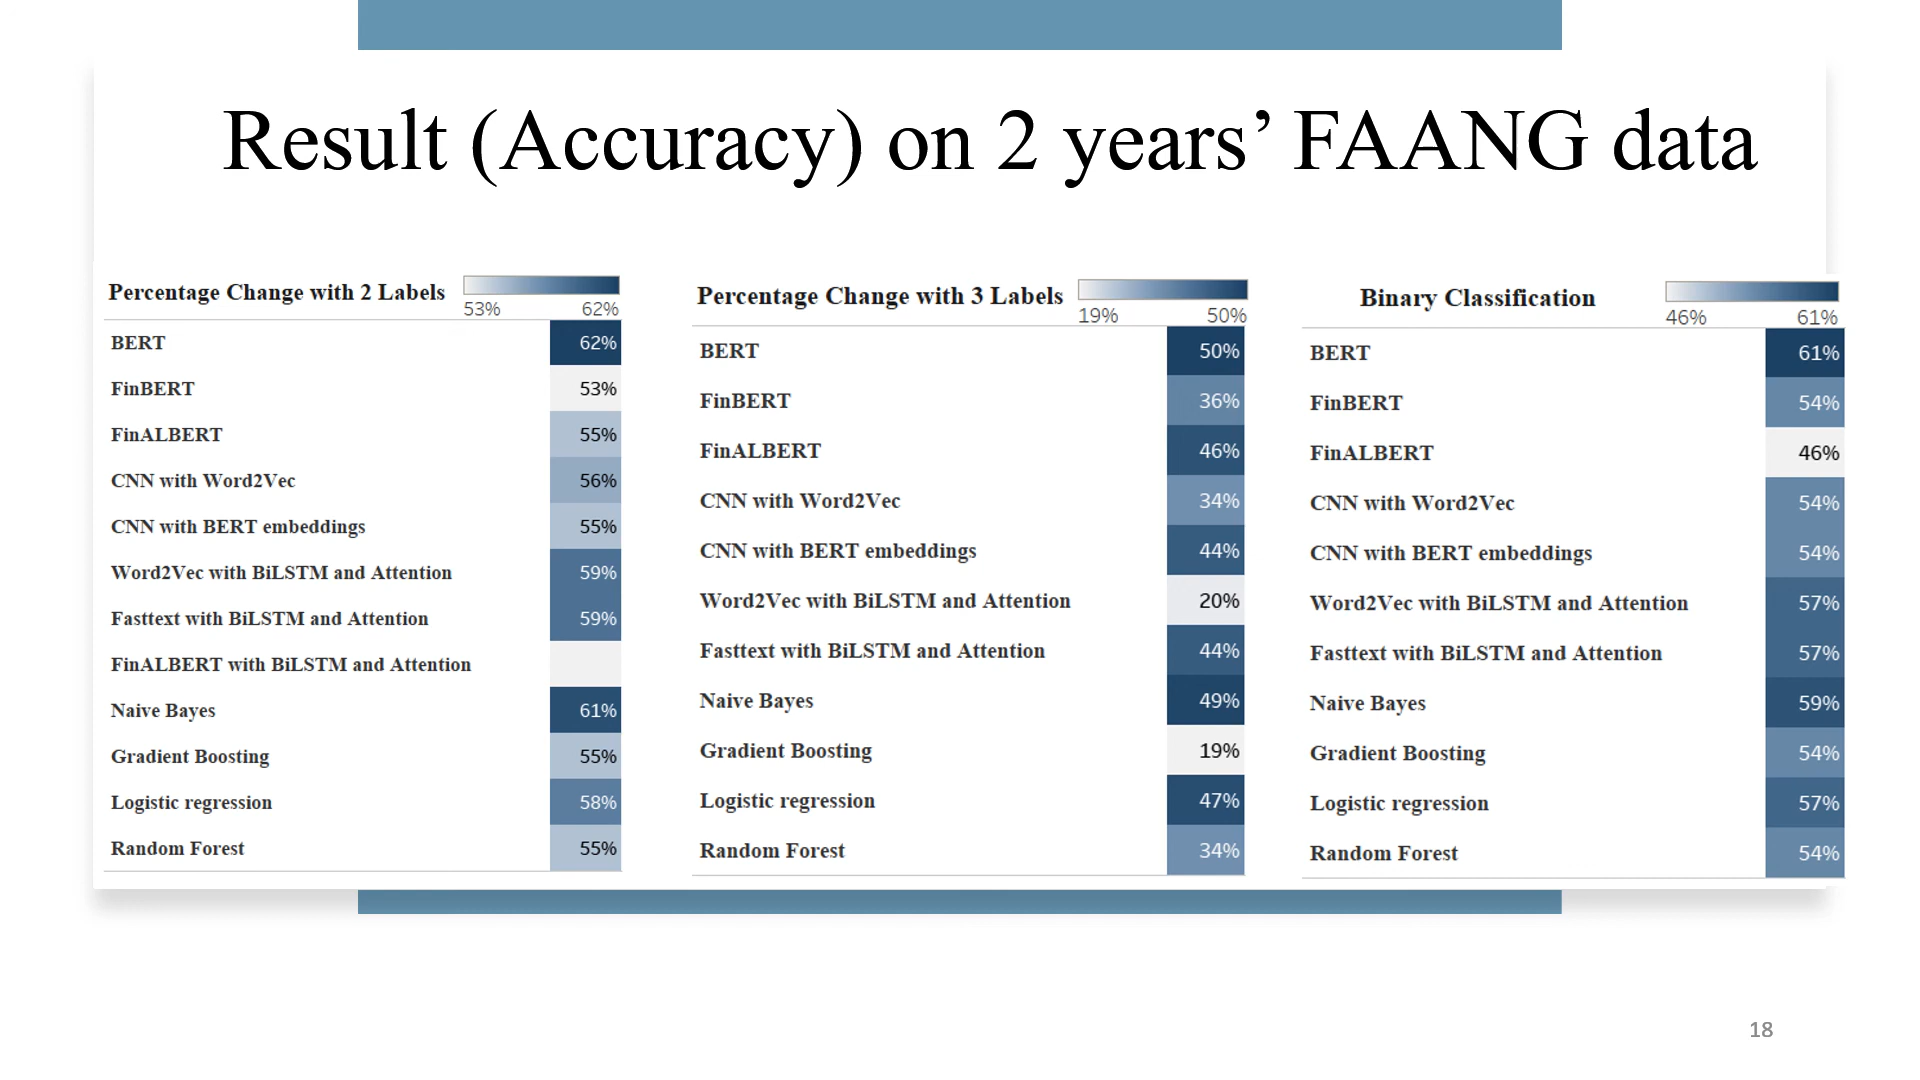 Result (Accuracy) on 2 years’ FAANG data
Percentage Change with 2 Labels
53% 62%
BERT 62%
FinBERT 53%
FinALBERT 55%
CNN with Word2Vec 56%
CNN with BERT embeddings 55%
Word2Vec with BiLSTM and Attention 59%
Fasttext with BiLSTM and Attention 59%
FinALBERT with BiLSTM and Attention
Naive Bayes 61%
Gradient Boosting 55%
Logistic regression 58%
Random Forest 55%
Percentage Change with 3 Labels
19% 50%
BERT 50%
FinBERT 36%
FinALBERT 46%
CNN with Word2Vec 34%
CNN with BERT embeddings 44%
Word2Vec with BiLSTM and Attention 20%
Fasttext with BiLSTM and Attention 44%
Naive Bayes 49%
Gradient Boosting 19%
Logistic regression 47%
Random Forest 34%
Binary Classification
46% 61%
BERT 61%
FinBERT 54%
FinALBERT 46%
CNN with Word2Vec 54%
CNN with BERT embeddings 54%
Word2Vec with BiLSTM and Attention 57%
Fasttext with BiLSTM and Attention 57%
Naive Bayes 59%
Gradient Boosting 54%
Logistic regression 57%
Random Forest 54%
18